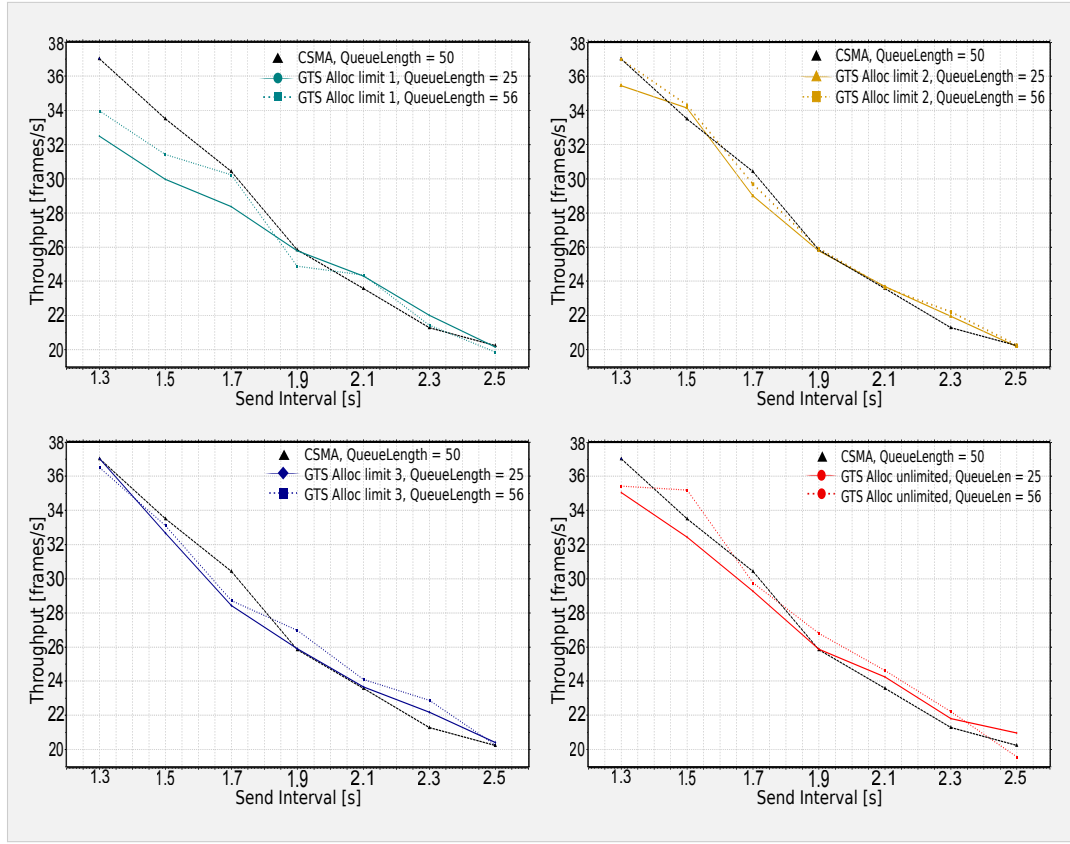 38
36
34
32
30
28
26
24
22
20
Throughput [frames/s]
CSMA, QueueLength = 50
GTS Alloc limit 1, QueueLength = 25
GTS Alloc limit 1, QueueLength = 56
1.3 1.5 1.7 1.9 2.1 2.3 2.5
Send Interval [s]
38
36
34
32
30
28
26
24
22
20
Throughput [frames/s]
CSMA, QueueLength = 50
GTS Alloc limit 2, QueueLength = 25
GTS Alloc limit 2, QueueLength = 56
1.3 1.5 1.7 1.9 2.1 2.3 2.5
Send Interval [s]
38
36
34
32
30
28
26
24
22
20
Throughput [frames/s]
CSMA, QueueLength = 50
GTS Alloc limit 3, QueueLength = 25
GTS Alloc limit 3, QueueLength = 56
1.3 1.5 1.7 1.9 2.1 2.3 2.5
Send Interval [s]
38
36
34
32
30
28
26
24
22
20
Throughput [frames/s]
CSMA, QueueLength = 50
GTS Alloc unlimited, QueueLen = 25
GTS Alloc unlimited, QueueLen = 56
1.3 1.5 1.7 1.9 2.1 2.3 2.5
Send Interval [s]